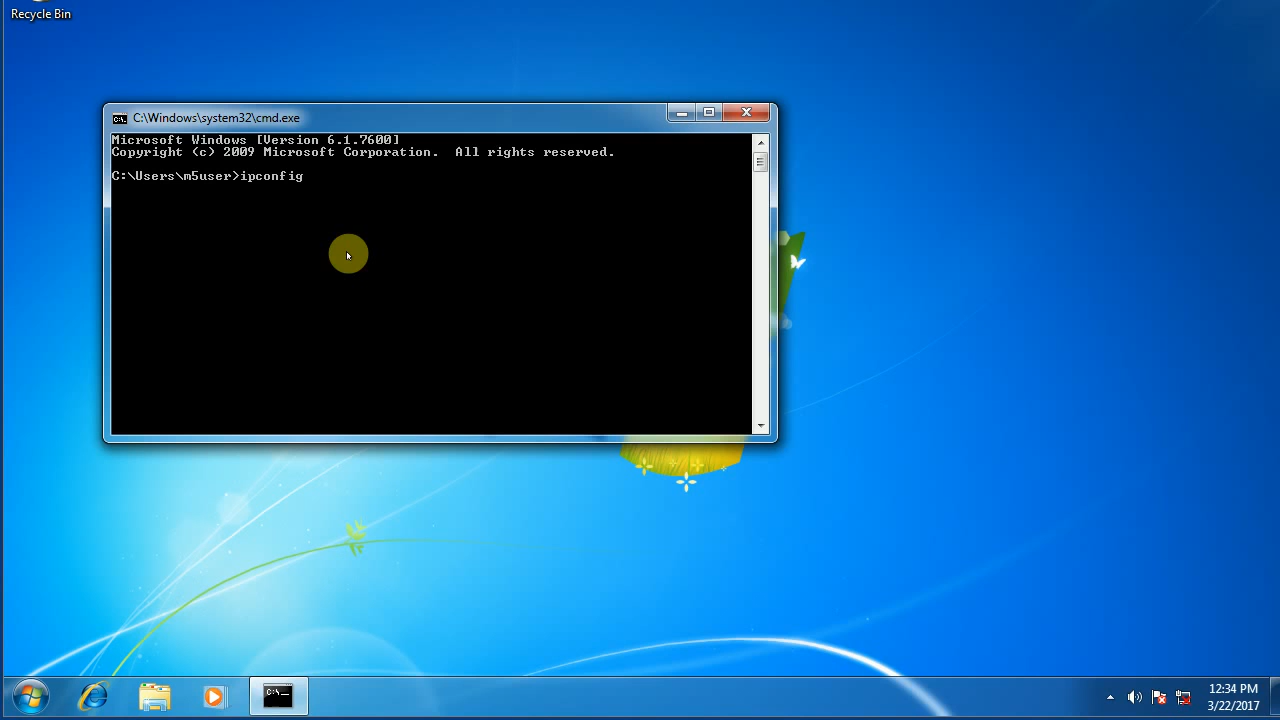 Recycle Bin
C:\Windows\system32\cmd.exe
Microsoft Windows [Version 6.1.7600]
Copyright (c) 2009 Microsoft Corporation.  All rights reserved.
C:\Users\m5user>ipconfig
12:34 PM
3/22/2017